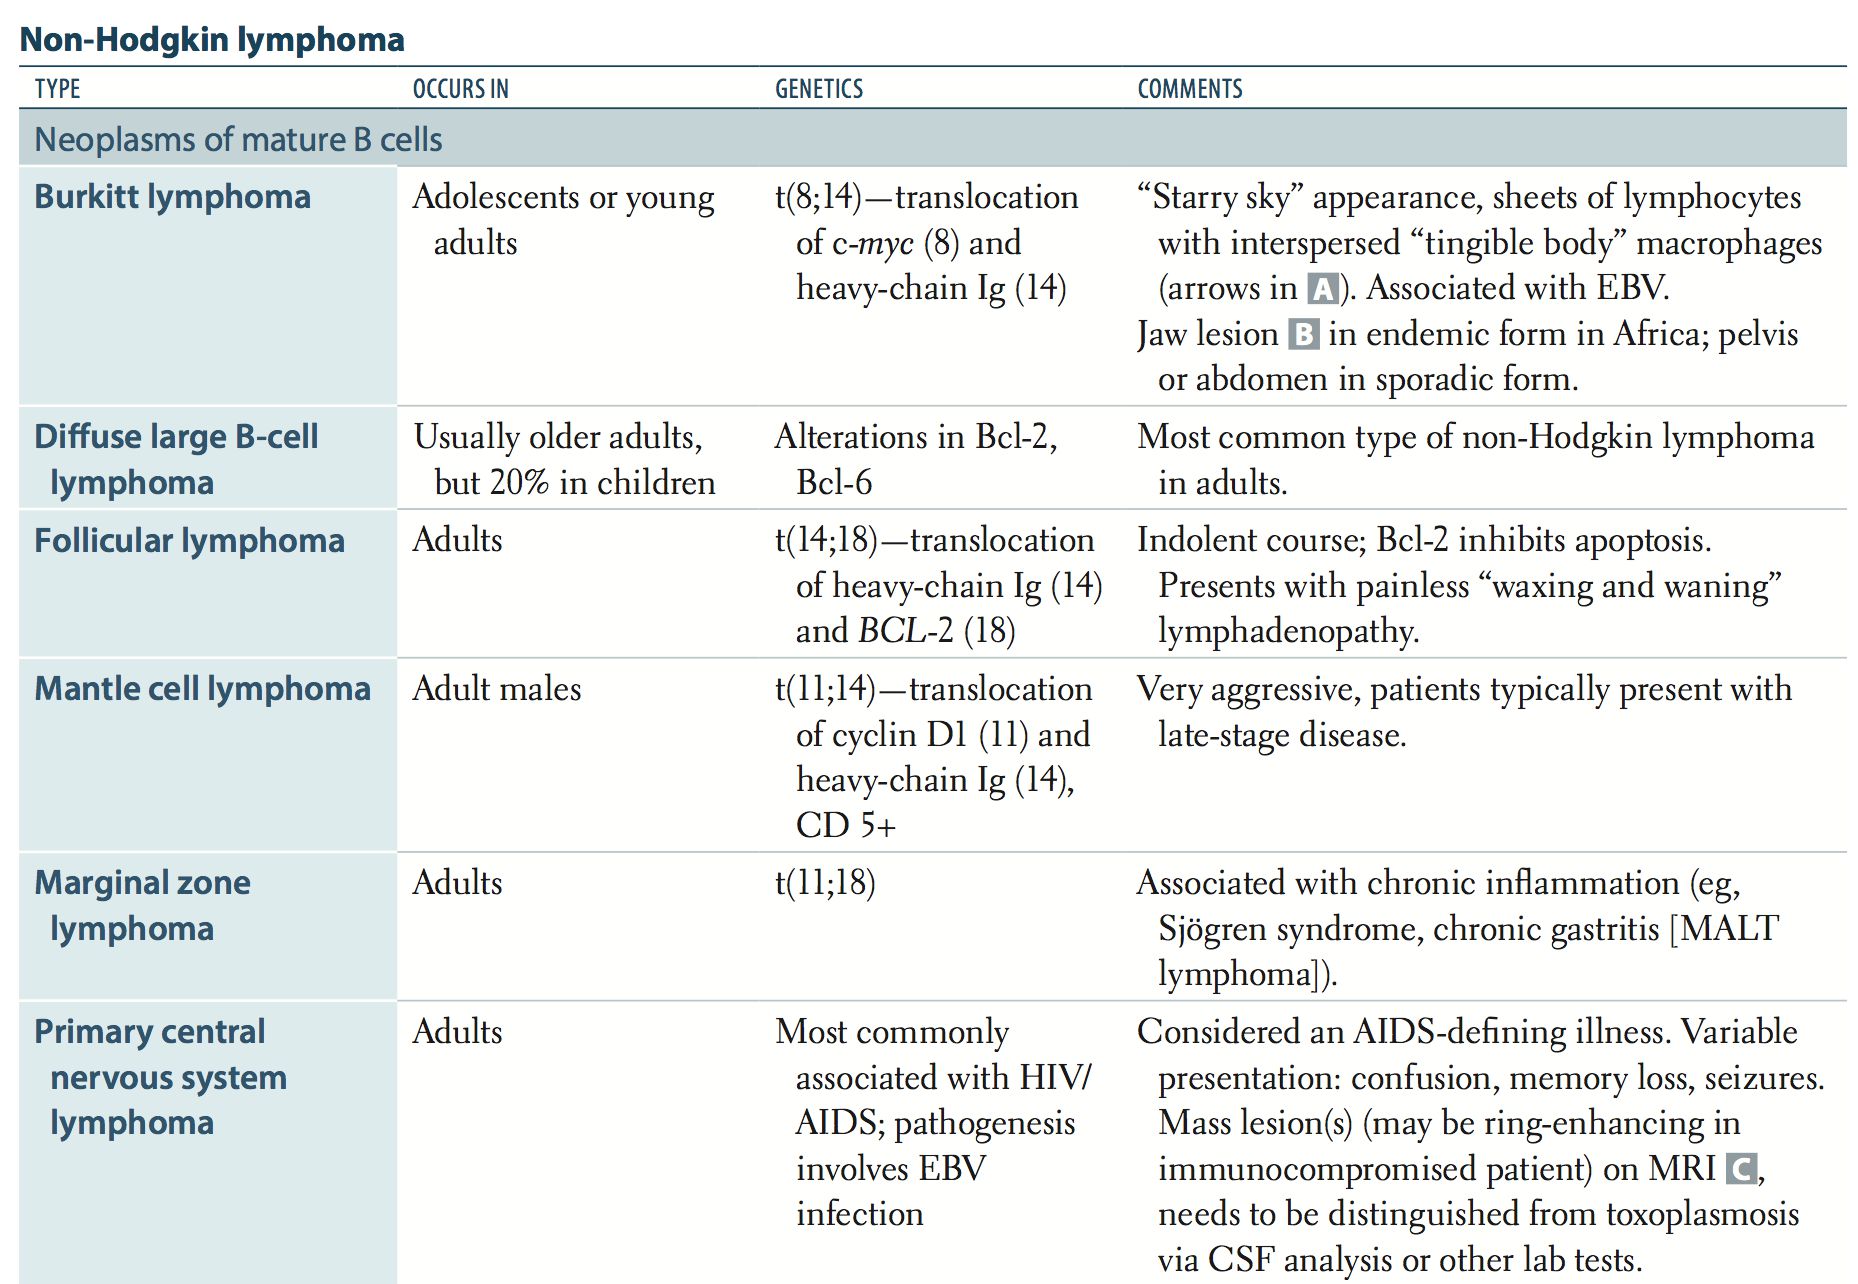 Non-Hodgkin lymphoma
TYPE OCCURS IN GENETICS COMMENTS
Neoplasms of mature B cells
Burkitt lymphoma
Adolescents or young
adults
t(8;14)—translocation
of c-myc (8) and
heavy-chain Ig (14)
“Starry sky” appearance, sheets of lymphocytes
with interspersed “tingible body” macrophages
(arrows in A). Associated with EBV.
Jaw lesion B in endemic form in Africa; pelvis
or abdomen in sporadic form.
Diffuse large B-cell
lymphoma
Usually older adults,
but 20% in children
Alterations in Bcl-2,
Bcl-6
Most common type of non-Hodgkin lymphoma
in adults.
Follicular lymphoma
Adults
t(14;18)—translocation
of heavy-chain Ig (14)
and BCL-2 (18)
Indolent course; Bcl-2 inhibits apoptosis.
Presents with painless “waxing and waning”
lymphadenopathy.
Mantle cell lymphoma
Adult males
t(11;14)—translocation
of cyclin D1 (11) and
heavy-chain Ig (14),
CD 5+
Very aggressive, patients typically present with
late-stage disease.
Marginal zone
lymphoma
Adults
t(11;18)
Associated with chronic inflammation (eg,
Sjögren syndrome, chronic gastritis [MALT
lymphoma]).
Primary central
nervous system
lymphoma
Adults
Most commonly
associated with HIV/
AIDS; pathogenesis
involves EBV
infection
Considered an AIDS-defining illness. Variable
presentation: confusion, memory loss, seizures.
Mass lesion(s) (may be ring-enhancing in
immunocompromised patient) on MRI C,
needs to be distinguished from toxoplasmosis
via CSF analysis or other lab tests.